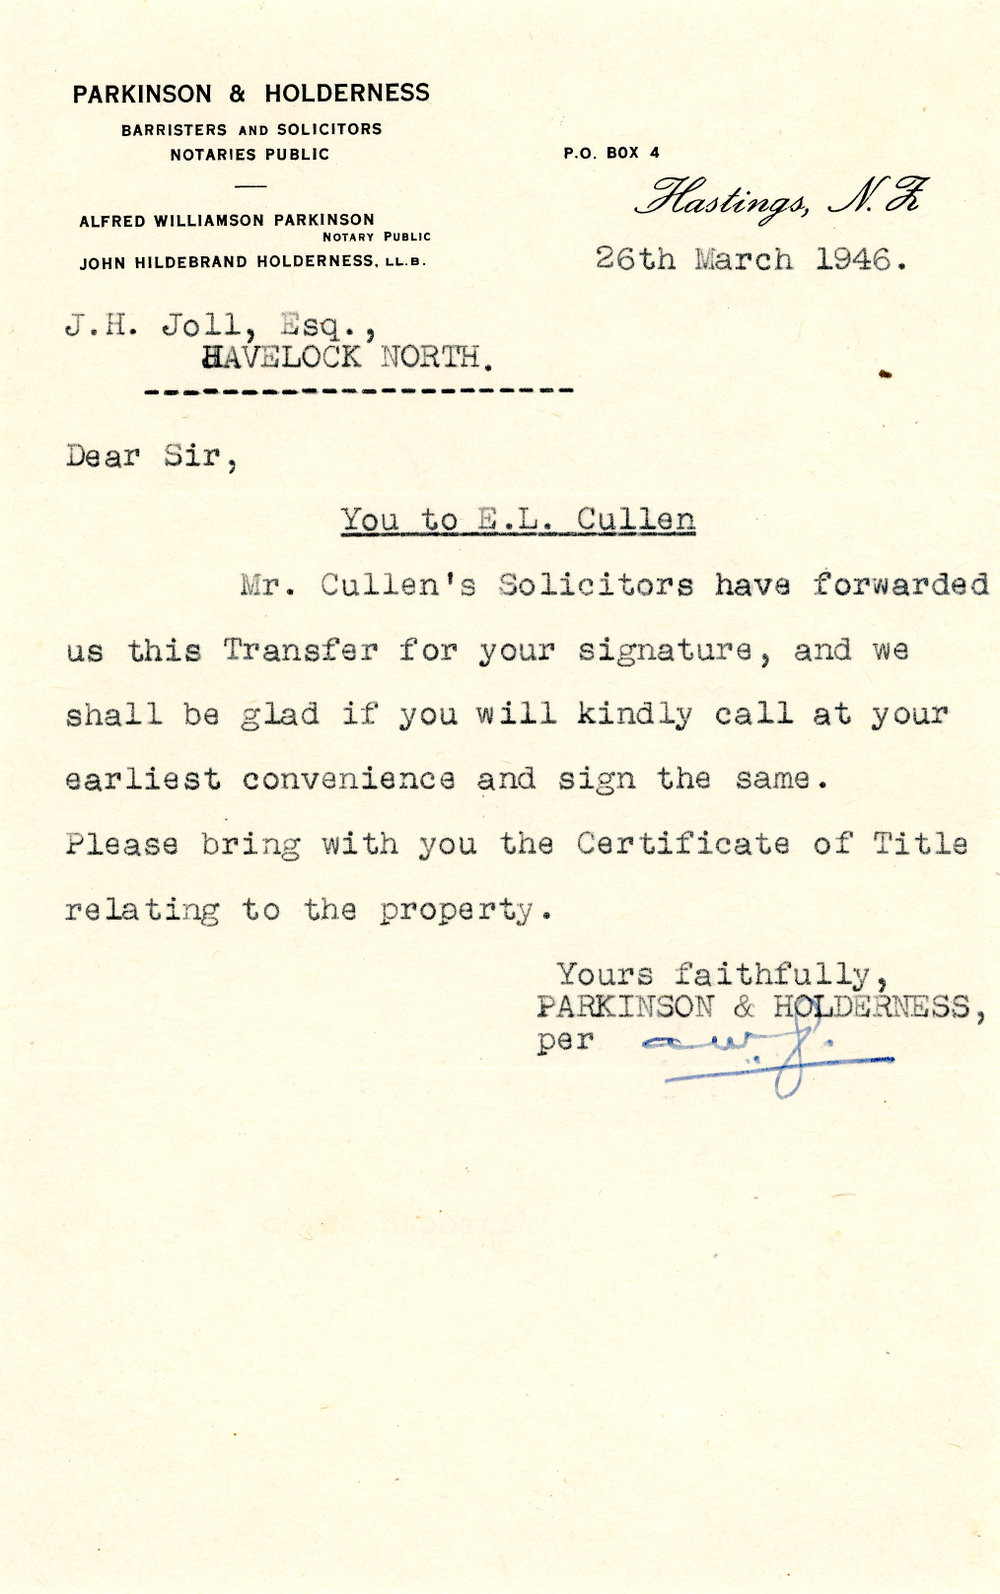 PARKINSON & HOLDERNESS
BARRISTERS AND SOLICITORS
NOTARIES PUBLIC
ALFRED WILLIAMSON PARKINSON
NOTARY PUBLIC
JOHN HILDEBRAND HOLDERNESS, LL.B.
P.O. BOX 4
Hastings, N.Z
26th March 1946.
J.H. Joll, Esq.,
HAVELOCK NORTH.
----------------------
Dear Sir,
You to E.L. Cullen
Mr. Cullen's Solicitors have forwarded
us this Transfer for your signature, and we
shall be glad if you will kindly call at your
earliest convenience and sign the same.
Please bring with you the Certificate of Title
relating to the property.
Yours faithfully,
PARKINSON & HOLDERNESS,
per